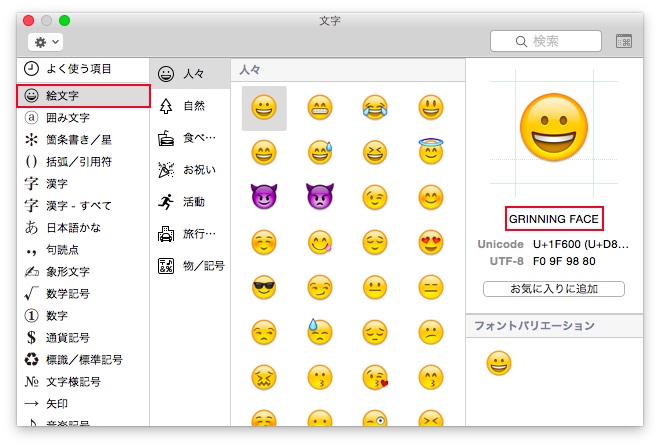 文字
検索
よく使う項目
絵文字
囲み文字
箇条書き／星
括弧／引用符
漢字
漢字 - すべて
日本語かな
句読点
象形文字
数学記号
数字
通貨記号
標識／標準記号
文字様記号
矢印
音楽記号
人々
自然
食べ…
お祝い
活動
旅行…
物／記号
人々
GRINNING FACE
Unicode U+1F600 (U+D8…
UTF-8 F0 9F 98 80
お気に入りに追加
フォントバリエーション